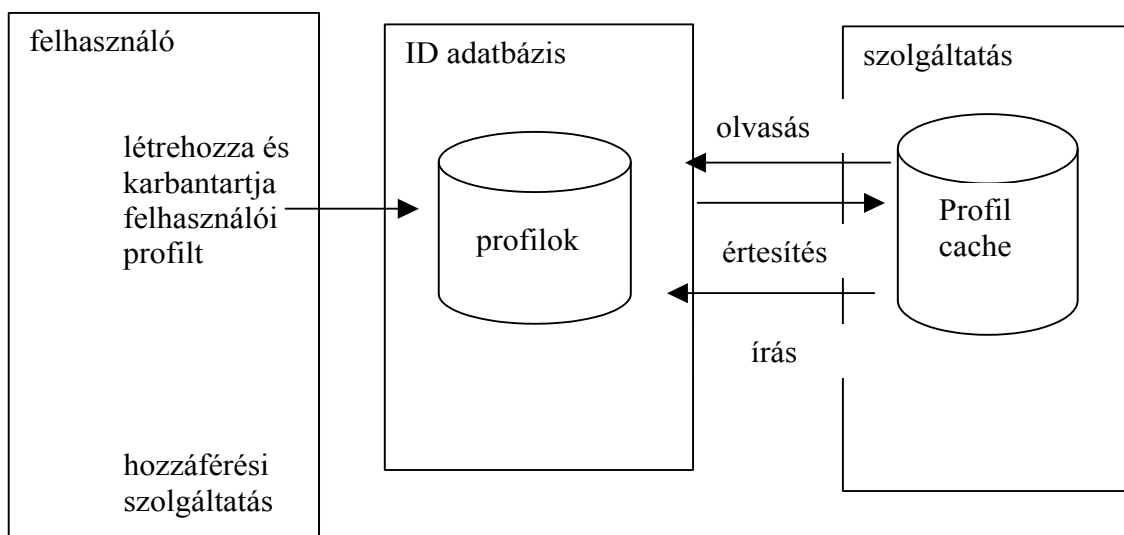 felhasználó
létrehozza és
karbantartja
felhasználói
profilt
hozzáférési
szolgáltatás
ID adatbázis
profilok
olvasás
értesítés
írás
szolgáltatás
Profil
cache